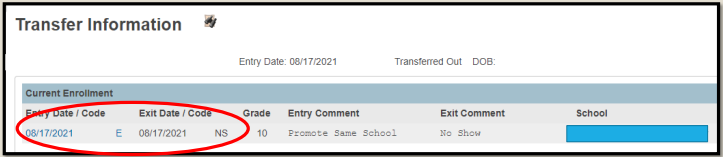 Transfer Information
Entry Date: 08/17/2021 Transferred Out DOB:
Current Enrollment
Entry Date / Code Exit Date / Code Grade Entry Comment Exit Comment School
08/17/2021 E 08/17/2021 NS 10 Promote Same School No Show